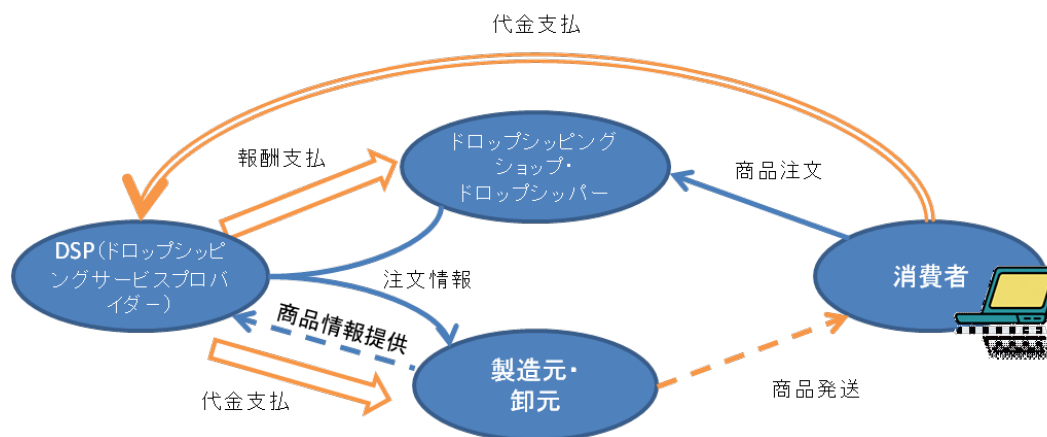 代金支払
報酬支払
ドロップシッピング
ショップ・
ドロップシッパー
商品注文
DSP(ドロップシッピ
ングサービスプロバ
イダー)
消費者
注文情報
商品情報提供
製造元・
卸元
代金支払
商品発送